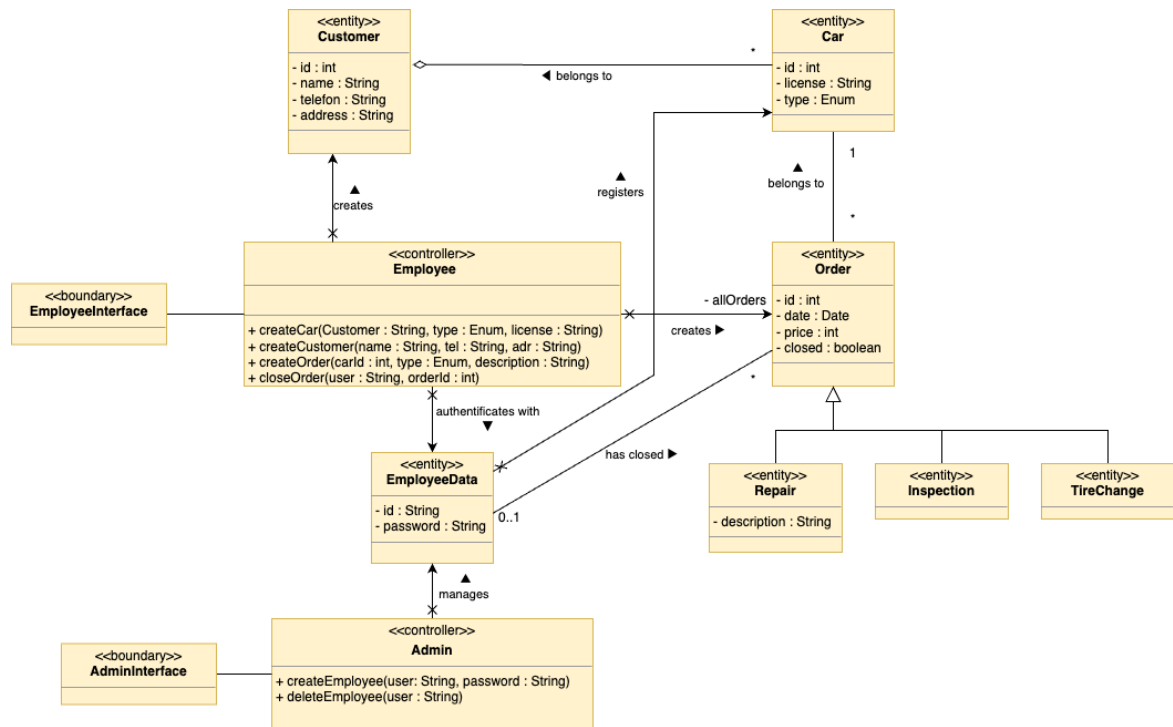 <<entity>>
Customer
- id : int
- name : String
- telefon : String
- address : String
<<entity>>
Car
- id : int
- license : String
- type : Enum
*
◀ belongs to
▲
creates
▲
registers
1
▲
belongs to
*
<<controller>>
Employee
+ createCar(Customer : String, type : Enum, license : String)
+ createCustomer(name : String, tel : String, adr : String)
+ createOrder(carId : int, type : Enum, description : String)
+ closeOrder(user : String, orderId : int)
<<boundary>>
EmployeeInterface
- allOrders
creates ▶
<<entity>>
Order
- id : int
- date : Date
- price : int
- closed : boolean
*
authentificates with
▼
has closed ▶
<<entity>>
EmployeeData
- id : String
- password : String
0..1
<<entity>>
Repair
- description : String
<<entity>>
Inspection
<<entity>>
TireChange
▲
manages
<<controller>>
Admin
+ createEmployee(user: String, password : String)
+ deleteEmployee(user : String)
<<boundary>>
AdminInterface